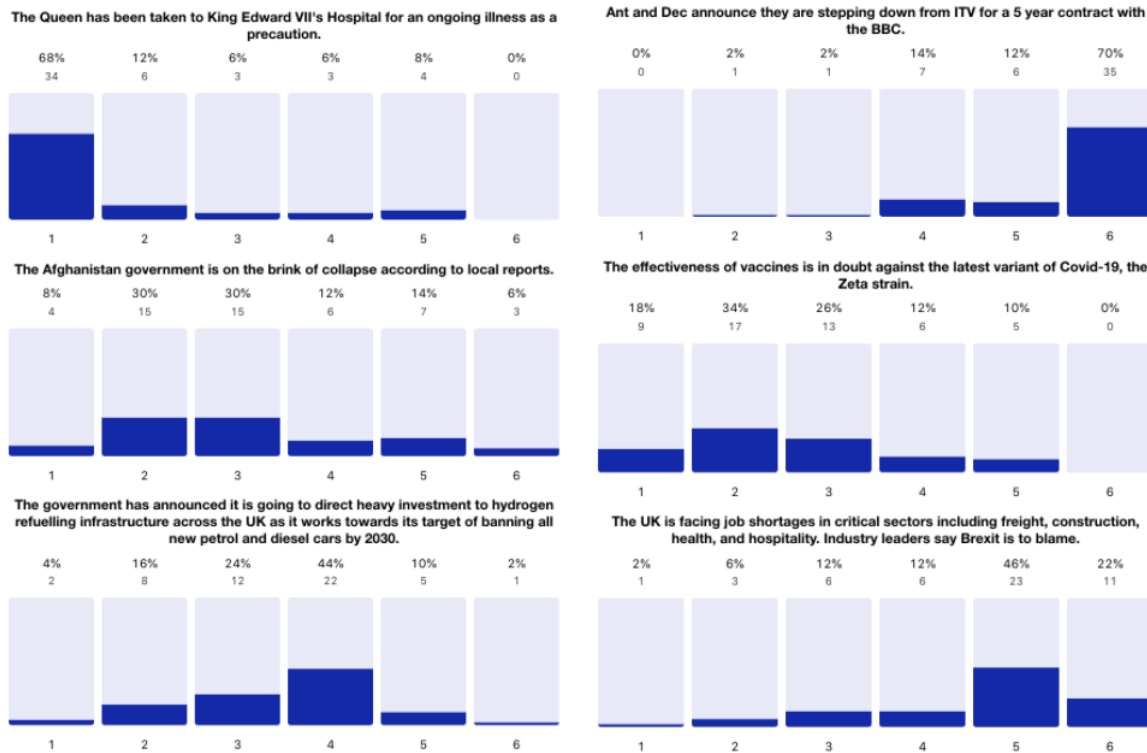 The Queen has been taken to King Edward VII's Hospital for an ongoing illness as a
precaution.
68% 12% 6% 6% 8% 0%
34 6 3 3 4 0
1 2 3 4 5 6
Ant and Dec announce they are stepping down from ITV for a 5 year contract with
the BBC.
0% 2% 2% 14% 12% 70%
0 1 1 7 6 35
1 2 3 4 5 6
The Afghanistan government is on the brink of collapse according to local reports.
8% 30% 30% 12% 14% 6%
4 15 15 6 7 3
1 2 3 4 5 6
The effectiveness of vaccines is in doubt against the latest variant of Covid-19, the
Zeta strain.
18% 34% 26% 12% 10% 0%
9 17 13 6 5 0
1 2 3 4 5 6
The government has announced it is going to direct heavy investment to hydrogen
refuelling infrastructure across the UK as it works towards its target of banning all
new petrol and diesel cars by 2030.
4% 16% 24% 44% 10% 2%
2 8 12 22 5 1
1 2 3 4 5 6
The UK is facing job shortages in critical sectors including freight, construction,
health, and hospitality. Industry leaders say Brexit is to blame.
2% 6% 12% 12% 46% 22%
1 3 6 6 23 11
1 2 3 4 5 6